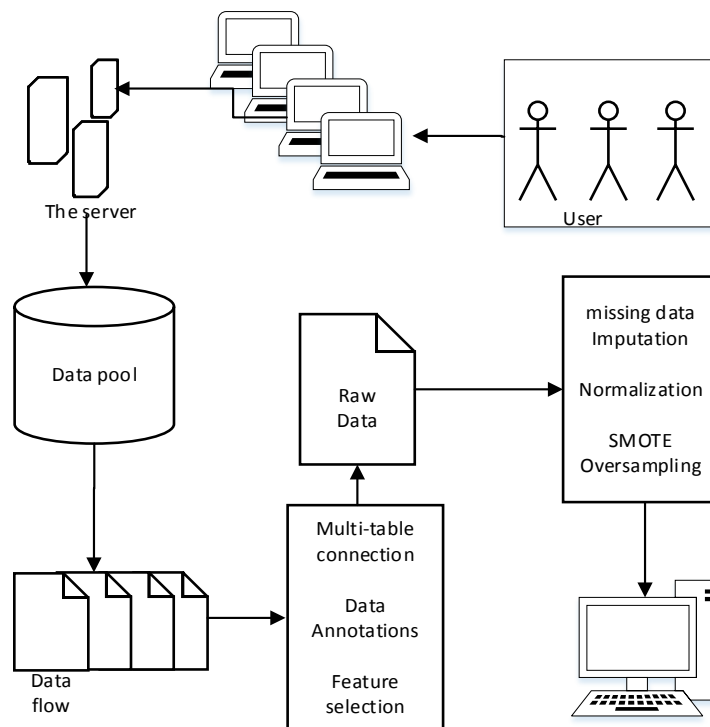 The server
User
Data pool
Raw
Data
missing data
Imputation
Normalization
SMOTE
Oversampling
Multi-table
connection
Data
Annotations
Feature
selection
Data
flow